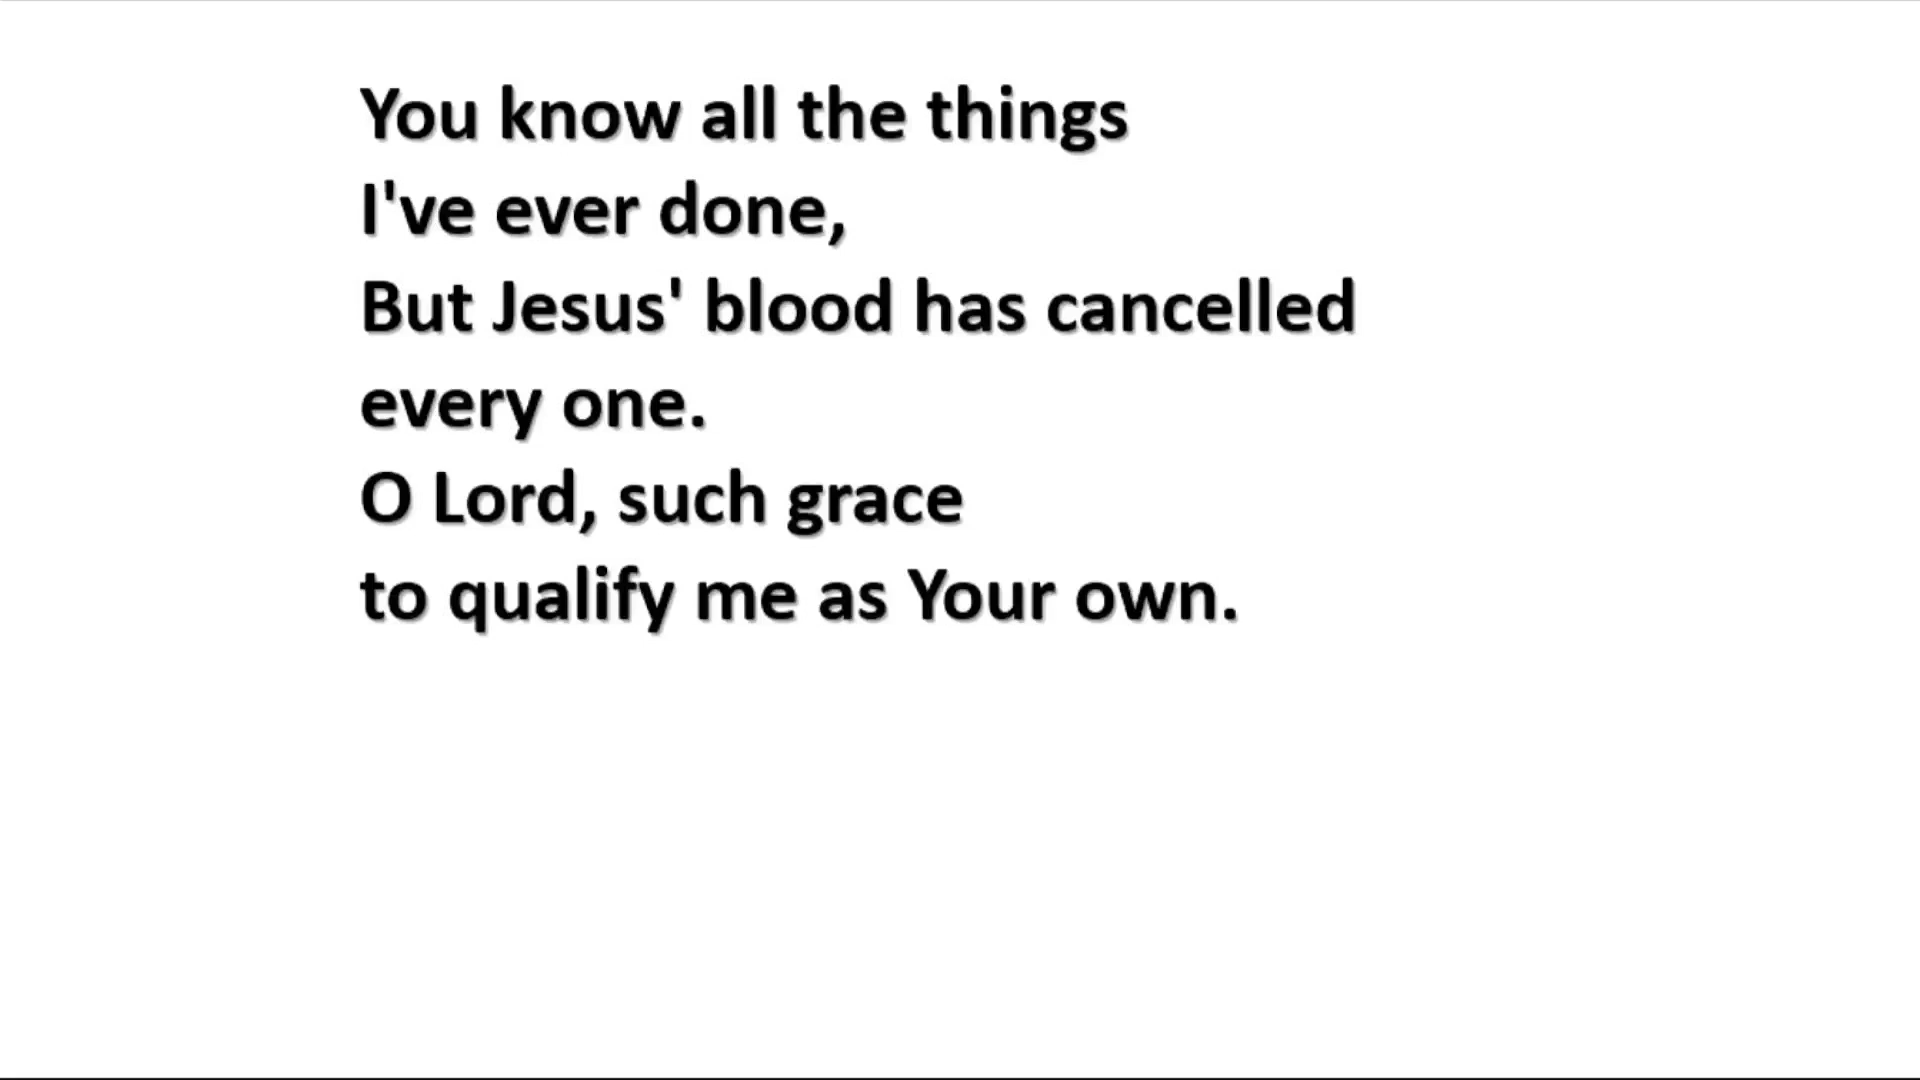 You know all the things
I've ever done,
But Jesus' blood has cancelled
every one.
O Lord, such grace
to qualify me as Your own.